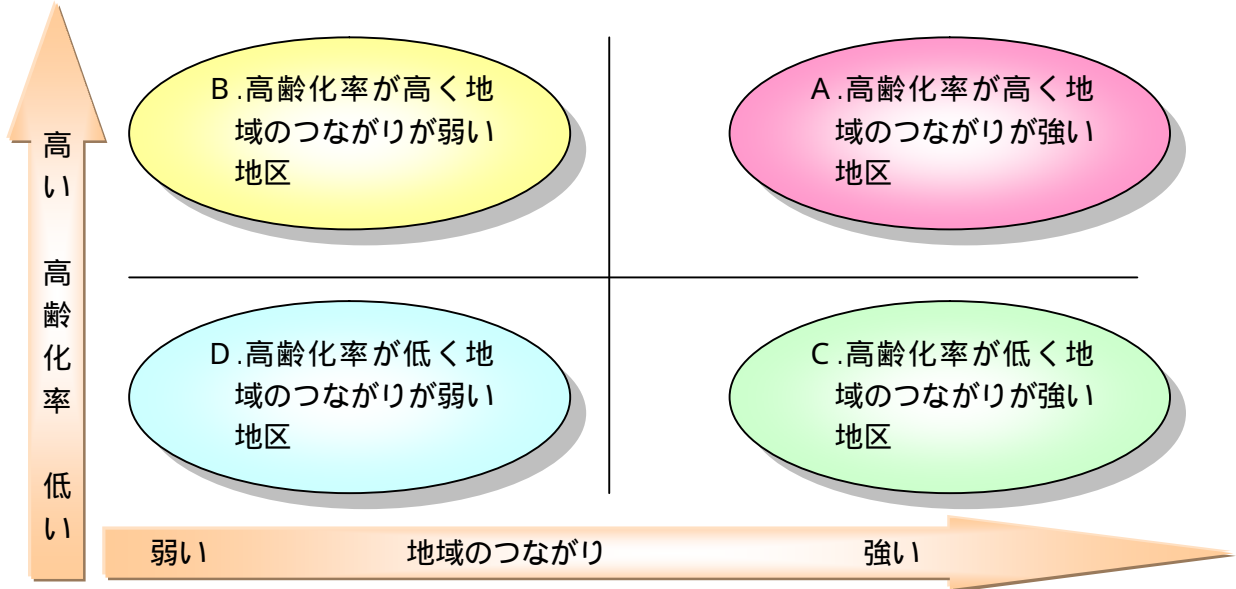 高い 高齢化率 低い
B.高齢化率が高く地
域のつながりが弱い
地区
A.高齢化率が高く地
域のつながりが強い
地区
D.高齢化率が低く地
域のつながりが弱い
地区
C.高齢化率が低く地
域のつながりが強い
地区
弱い 地域のつながり 強い